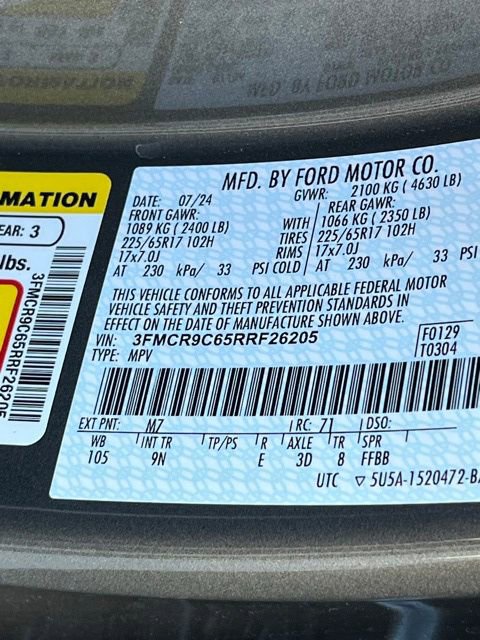 MFD. BY FORD MOTOR CO.
DATE: 07/24
GVWR: 2100 KG ( 4630 LB)
FRONT GAWR:
1089 KG ( 2400 LB)
225/65R17 102H
17x7.0J
AT 230 kPa/ 33 PSI COLD
WITH
TIRES
RIMS
REAR GAWR:
1066 KG ( 2350 LB)
225/65R17 102H
17x7.0J
AT 230 kPa/ 33
THIS VEHICLE CONFORMS TO ALL APPLICABLE FEDERAL MOTOR
VEHICLE SAFETY AND THEFT PREVENTION STANDARDS IN
EFFECT ON THE DATE OF MANUFACTURE SHOWN ABOVE.
VIN: 3FMCR9C65RRF26205
TYPE: MPV
F0129
T0304
EXT PNT: M7 RC: 71 DSO:
WB INT TR TP/PS R AXLE TR SPR
105 9N E 3D 8 FFBB
UTC ▽ 5U5A-1520472-B
MATION
EAR: 3
lbs.
3FMCR9C65RRF26205